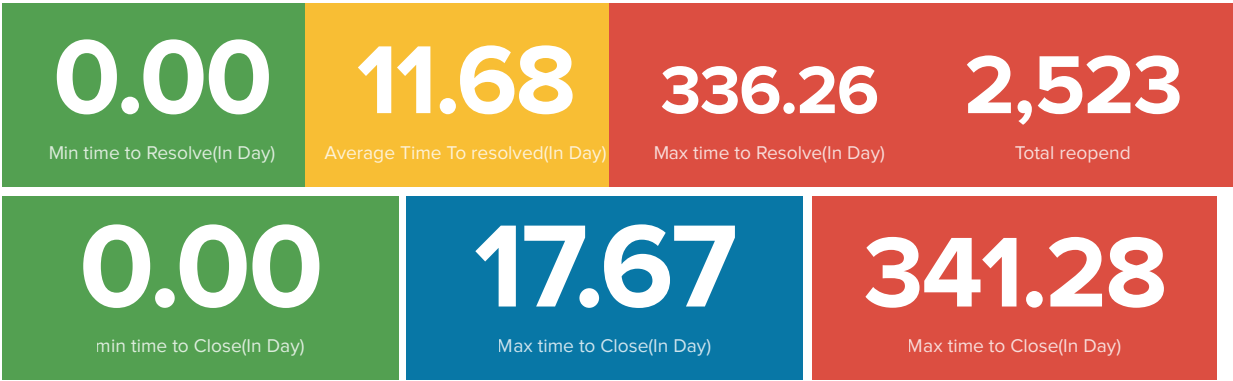 0.00
Min time to Resolve(In Day)
11.68
Average Time To resolved(In Day)
336.26
Max time to Resolve(In Day)
2,523
Total reopend
0.00
min time to Close(In Day)
17.67
Max time to Close(In Day)
341.28
Max time to Close(In Day)